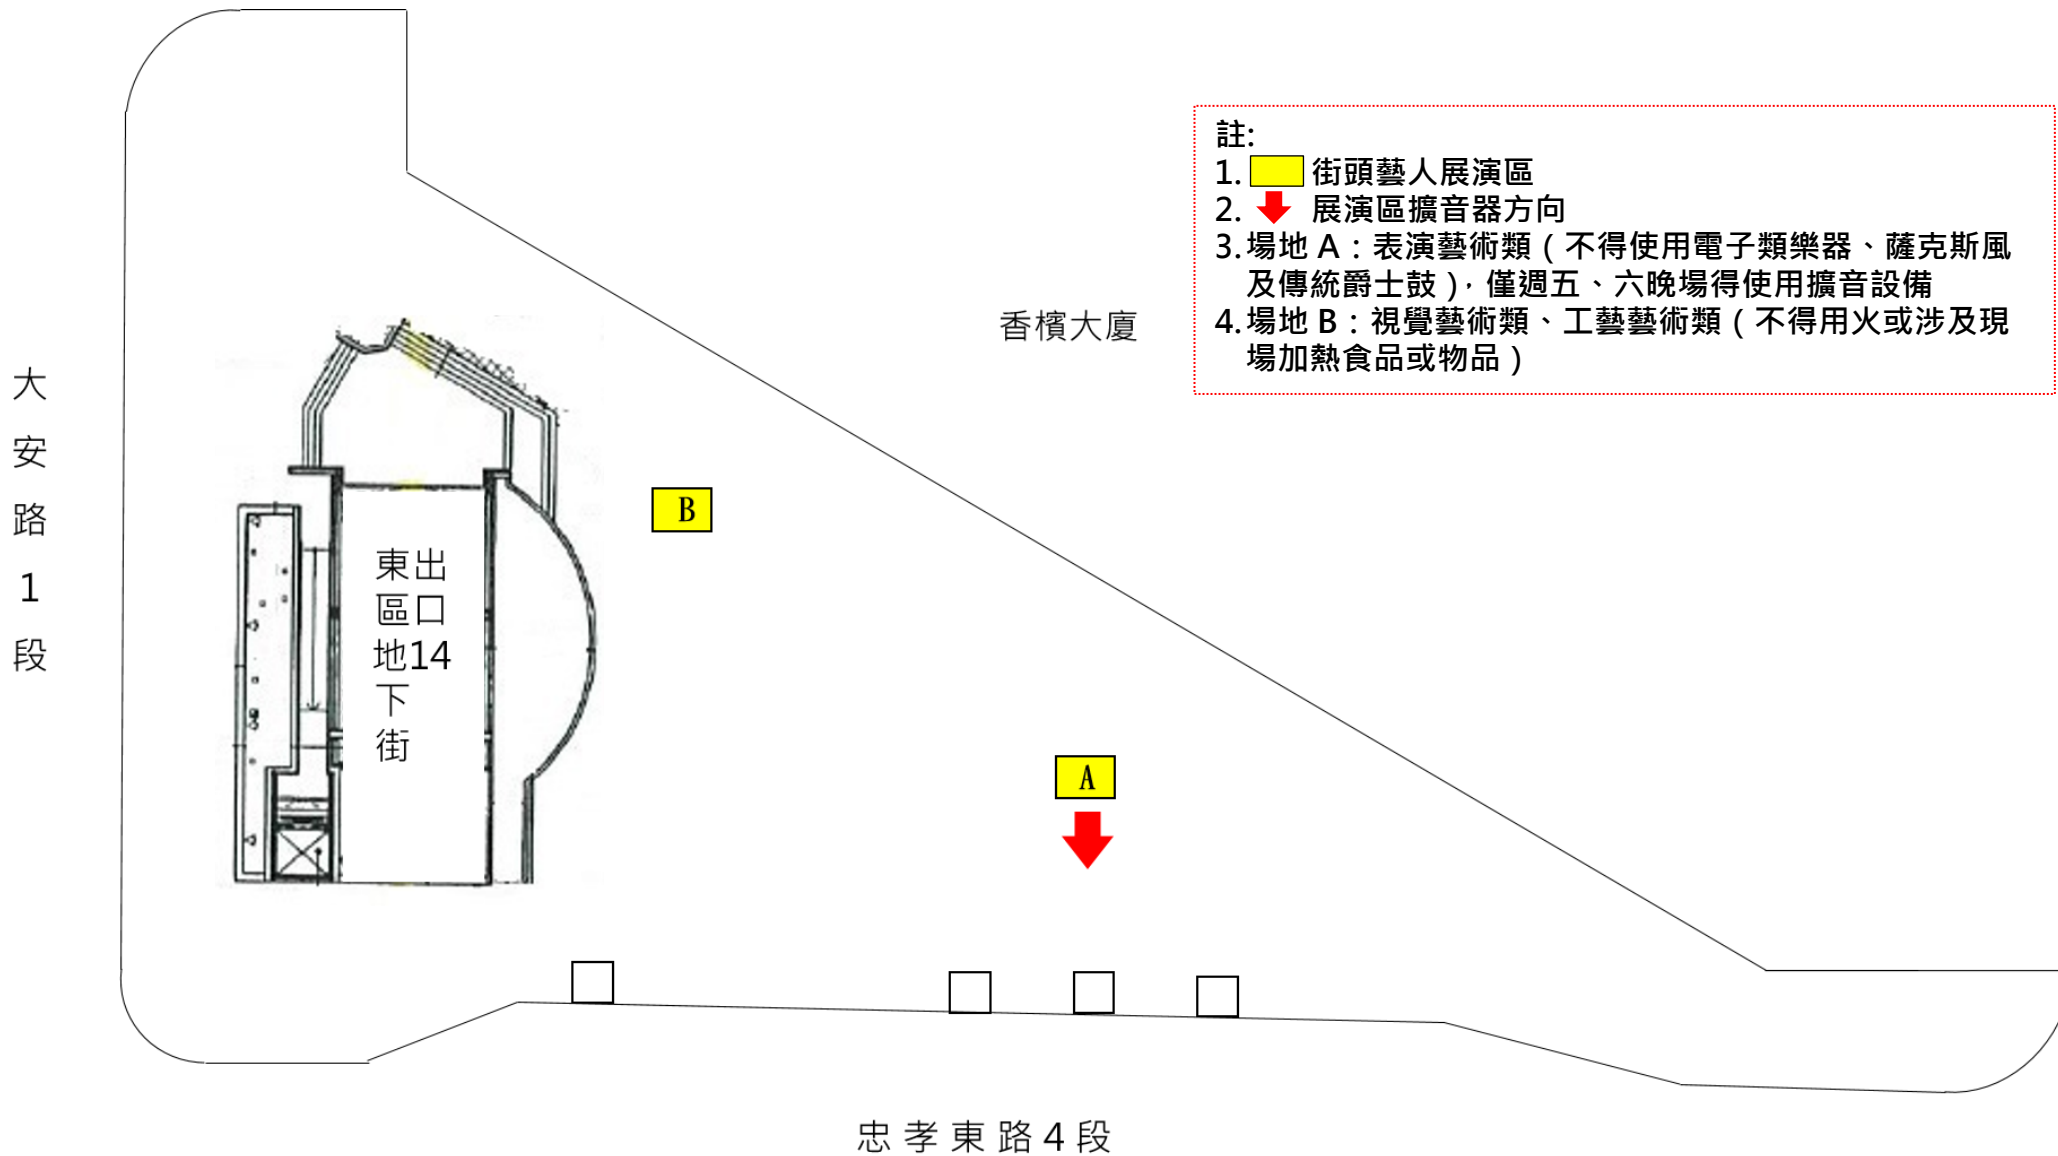 註:
1. 街頭藝人展演區
2. 展演區擴音器方向
3.場地 A：表演藝術類（不得使用電子類樂器、薩克斯風
及傳統爵士鼓），僅週五、六晚場得使用擴音設備
4.場地 B：視覺藝術類、工藝藝術類（不得用火或涉及現
場加熱食品或物品）
香檳大廈
大安路1段
B
東區地下街
出口14
A
忠孝東路4段